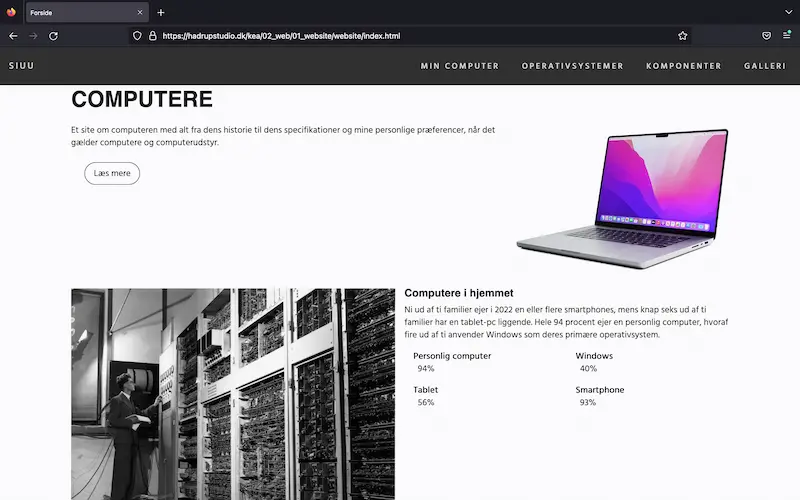 Forside
https://hadrupstudio.dk/kea/02_web/01_website/website/index.html
SIUU
MIN COMPUTER
OPERATIVSYSTEMER
KOMPONENTER
GALLERI
COMPUTERE
Et site om computeren med alt fra dens historie til dens specifikationer og mine personlige præferencer, når det
gælder computere og computerudstyr.
Læs mere
Computere i hjemmet
Ni ud af ti familier ejer i 2022 en eller flere smartphones, mens knap seks ud af ti
familier har en tablet-pc liggende. Hele 94 procent ejer en personlig computer, hvoraf
fire ud af ti anvender Windows som deres primære operativsystem.
Personlig computer
94%
Windows
40%
Tablet
56%
Smartphone
93%